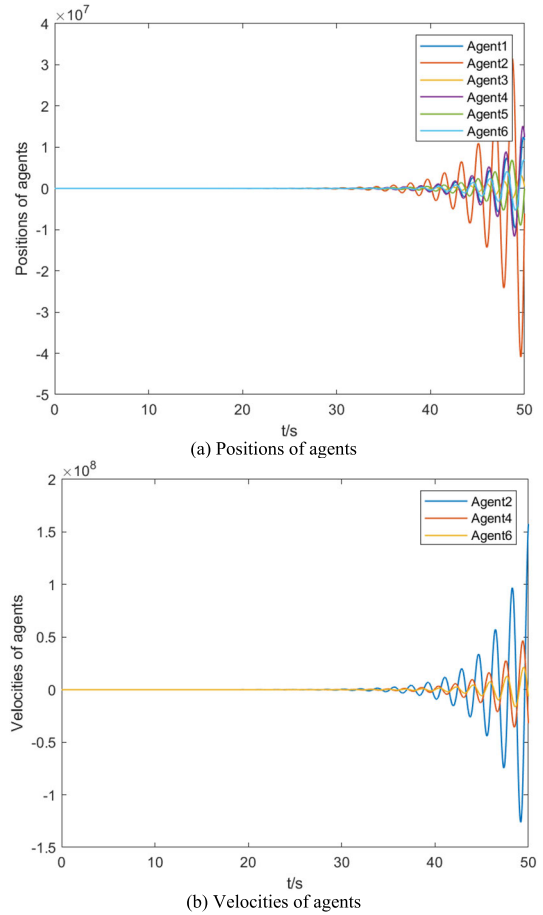 ×10⁷
4
3
2
1
0
-1
-2
-3
-4
-5
Positions of agents
Agent1
Agent2
Agent3
Agent4
Agent5
Agent6
0 10 20 30 40 50
t/s
(a) Positions of agents
×10⁸
2
1.5
1
0.5
0
-0.5
-1
-1.5
Velocities of agents
Agent2
Agent4
Agent6
0 10 20 30 40 50
t/s
(b) Velocities of agents